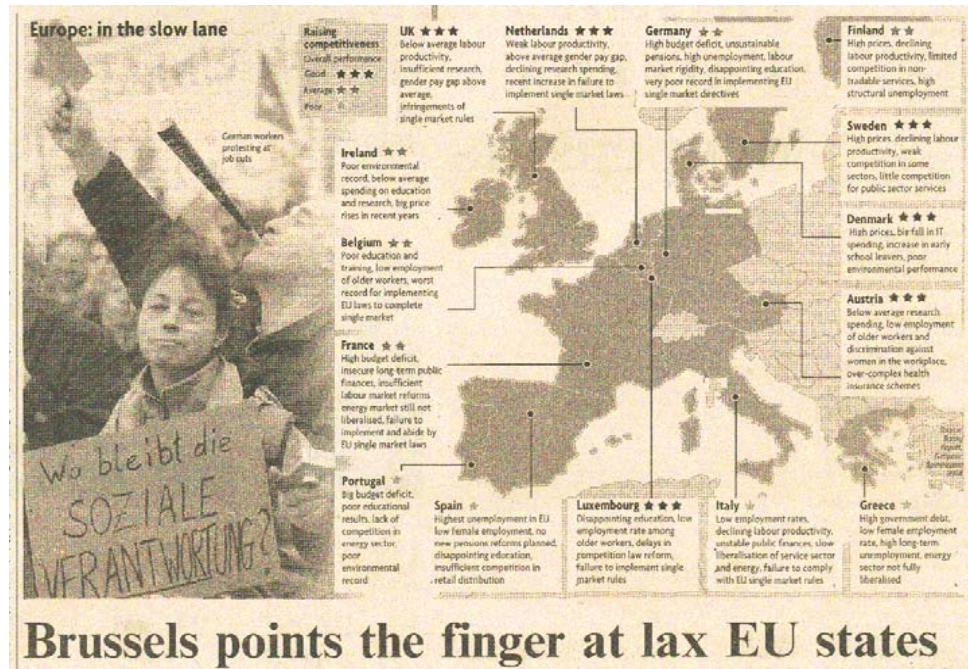 Europe: in the slow lane
Raising
competitiveness
Overall performance
Good ★★★
Average ★★
Poor ★
German workers
protesting at
job cuts
UK ★★★
Below average labour
productivity,
insufficient research,
gender pay gap above
average,
infringements of
single market rules
Netherlands ★★★
Weak labour productivity,
above average gender pay gap,
declining research spending,
recent increase in failure to
implement single market laws
Germany ★★
High budget deficit, unsustainable
pensions, high unemployment, labour
market rigidity, disappointing education,
very poor record in implementing EU
single market directives
Finland ★★
High prices, declining
labour productivity, limited
competition in non-
tradable services, high
structural unemployment
Ireland ★★
Poor environmental
record, below average
spending on education
and research, big price
rises in recent years
Sweden ★★★
High prices, declining labour
productivity, weak
competition in some
sectors, little competition
for public sector services
Belgium ★★
Poor education and
training, low employment
of older workers, worst
record for implementing
EU laws to complete
single market
Denmark ★★★
High prices, big fall in IT
spending, increase in early
school leavers, poor
environmental performance
France ★★
High budget deficit,
insecure long-term public
finances, insufficient
labour market reforms
energy market still not
liberalised, failure to
implement and abide by
EU single market laws
Austria ★★★
Below average research
spending, low employment
of older workers and
discrimination against
women in the workplace,
over-complex health
insurance schemes
Portugal ★
Big budget deficit,
poor educational
results, lack of
competition in
energy sector,
poor
environmental
record
Spain ★
Highest unemployment in EU
low female employment, no
new pensions reforms planned,
disappointing education,
insufficient competition in
retail distribution
Luxembourg ★★★
Disappointing education, low
employment rate among
older workers, delays in
competition law reform,
failure to implement single
market rules
Italy ★
Low employment rates,
declining labour productivity,
unstable public finances, slow
liberalisation of service sector
and energy, failure to comply
with EU single market rules
Greece ★
High government debt,
low female employment
rate, high long-term
unemployment, energy
sector not fully
liberalised
Wo bleibt die
SOZIALE
VERANTWORTUNG?
Brussels points the finger at lax EU states